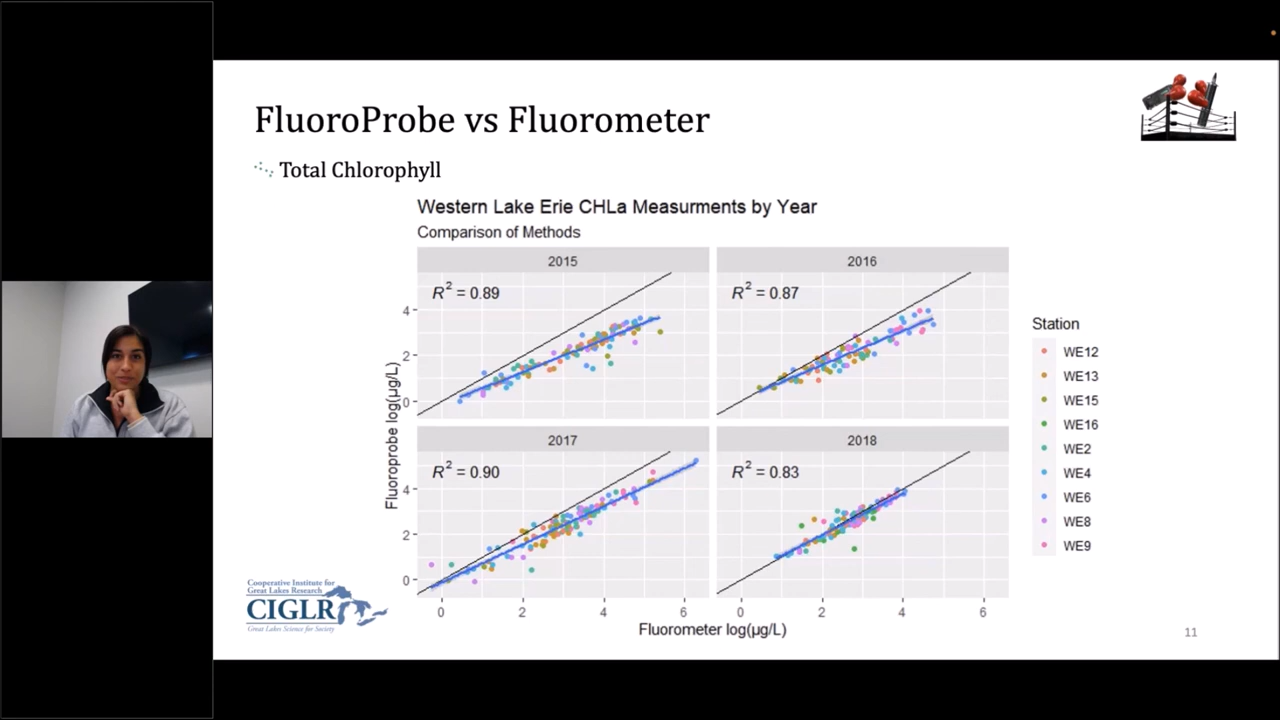 FluoroProbe vs Fluorometer
Total Chlorophyll
Western Lake Erie CHLa Measurments by Year
Comparison of Methods
2015
2016
R² = 0.89
R² = 0.87
4
2
0
2017
2018
R² = 0.90
R² = 0.83
4
2
0
0
2
4
6
0
2
4
6
Fluoroprobe log(µg/L)
Fluorometer log(µg/L)
Station
WE12
WE13
WE15
WE16
WE2
WE4
WE6
WE8
WE9
Cooperative Institute for
Great Lakes Research
CIGLR
Great Lakes Science for Society
11